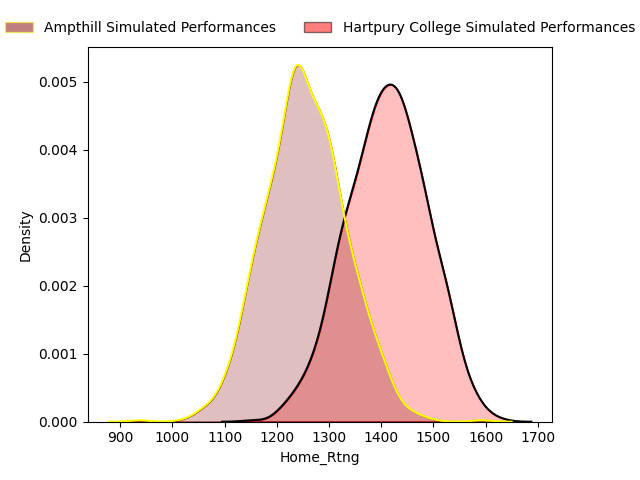 Ampthill Simulated Performances
Hartpury College Simulated Performances
0.005
0.004
0.003
0.002
0.001
0.000
Density
900 1000 1100 1200 1300 1400 1500 1600 1700
Home_Rtng